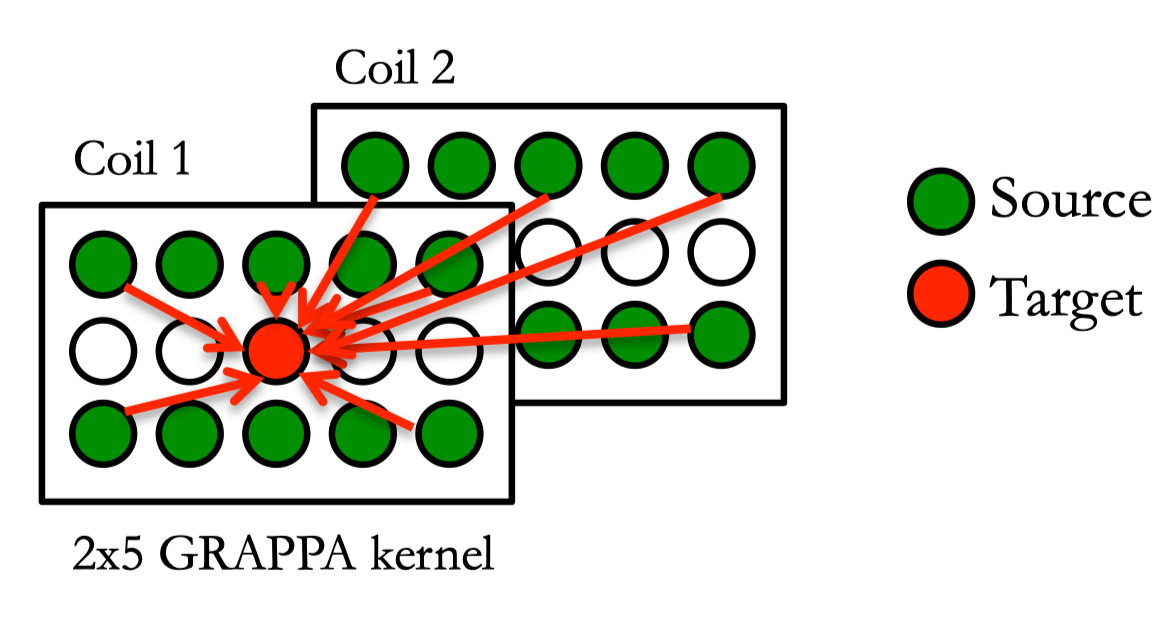 Coil 2
Coil 1
Source
Target
2x5 GRAPPA kernel